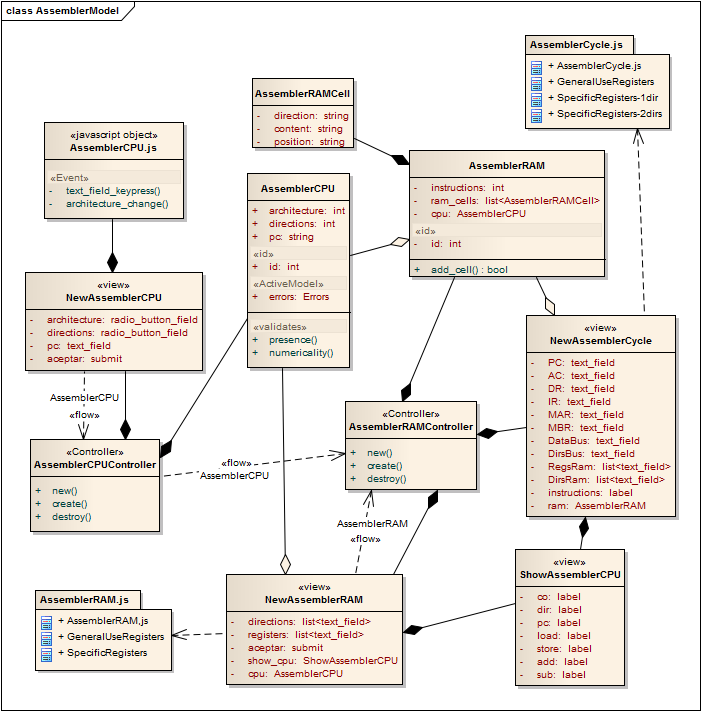 class AssemblerModel
AssemblerCycle.js
+ AssemblerCycle.js
+ GeneralUseRegisters
+ SpecificRegisters-1dir
+ SpecificRegisters-2dirs
AssemblerRAMCell
- direction: string
- content: string
- position: string
«javascript object»
AssemblerCPU.js
«Event»
- text_field_keypress()
- architecture_change()
AssemblerRAM
- instructions: int
- ram_cells: list<AssemblerRAMCell>
- cpu: AssemblerCPU
«id»
- id: int
+ add_cell() : bool
AssemblerCPU
+ architecture: int
+ directions: int
+ pc: string
«id»
+ id: int
«ActiveModel»
+ errors: Errors
«validates»
+ presence()
+ numericality()
«view»
NewAssemblerCPU
- architecture: radio_button_field
- directions: radio_button_field
- pc: text_field
- aceptar: submit
«view»
NewAssemblerCycle
- PC: text_field
- AC: text_field
- DR: text_field
- IR: text_field
- MAR: text_field
- MBR: text_field
- DataBus: text_field
- DirsBus: text_field
- RegsRam: list<text_field>
- DirsRam: list<text_field>
- instructions: label
- ram: AssemblerRAM
AssemblerCPU
«flow»
«Controller»
AssemblerRAMController
+ new()
+ create()
+ destroy()
«Controller»
AssemblerCPUController
+ new()
+ create()
+ destroy()
«flow»
AssemblerCPU
AssemblerRAM
«flow»
«view»
ShowAssemblerCPU
- co: label
- dir: label
- pc: label
- load: label
- store: label
- add: label
- sub: label
AssemblerRAM.js
+ AssemblerRAM.js
+ GeneralUseRegisters
+ SpecificRegisters
«view»
NewAssemblerRAM
- directions: list<text_field>
- registers: list<text_field>
- aceptar: submit
- show_cpu: ShowAssemblerCPU
- cpu: AssemblerCPU